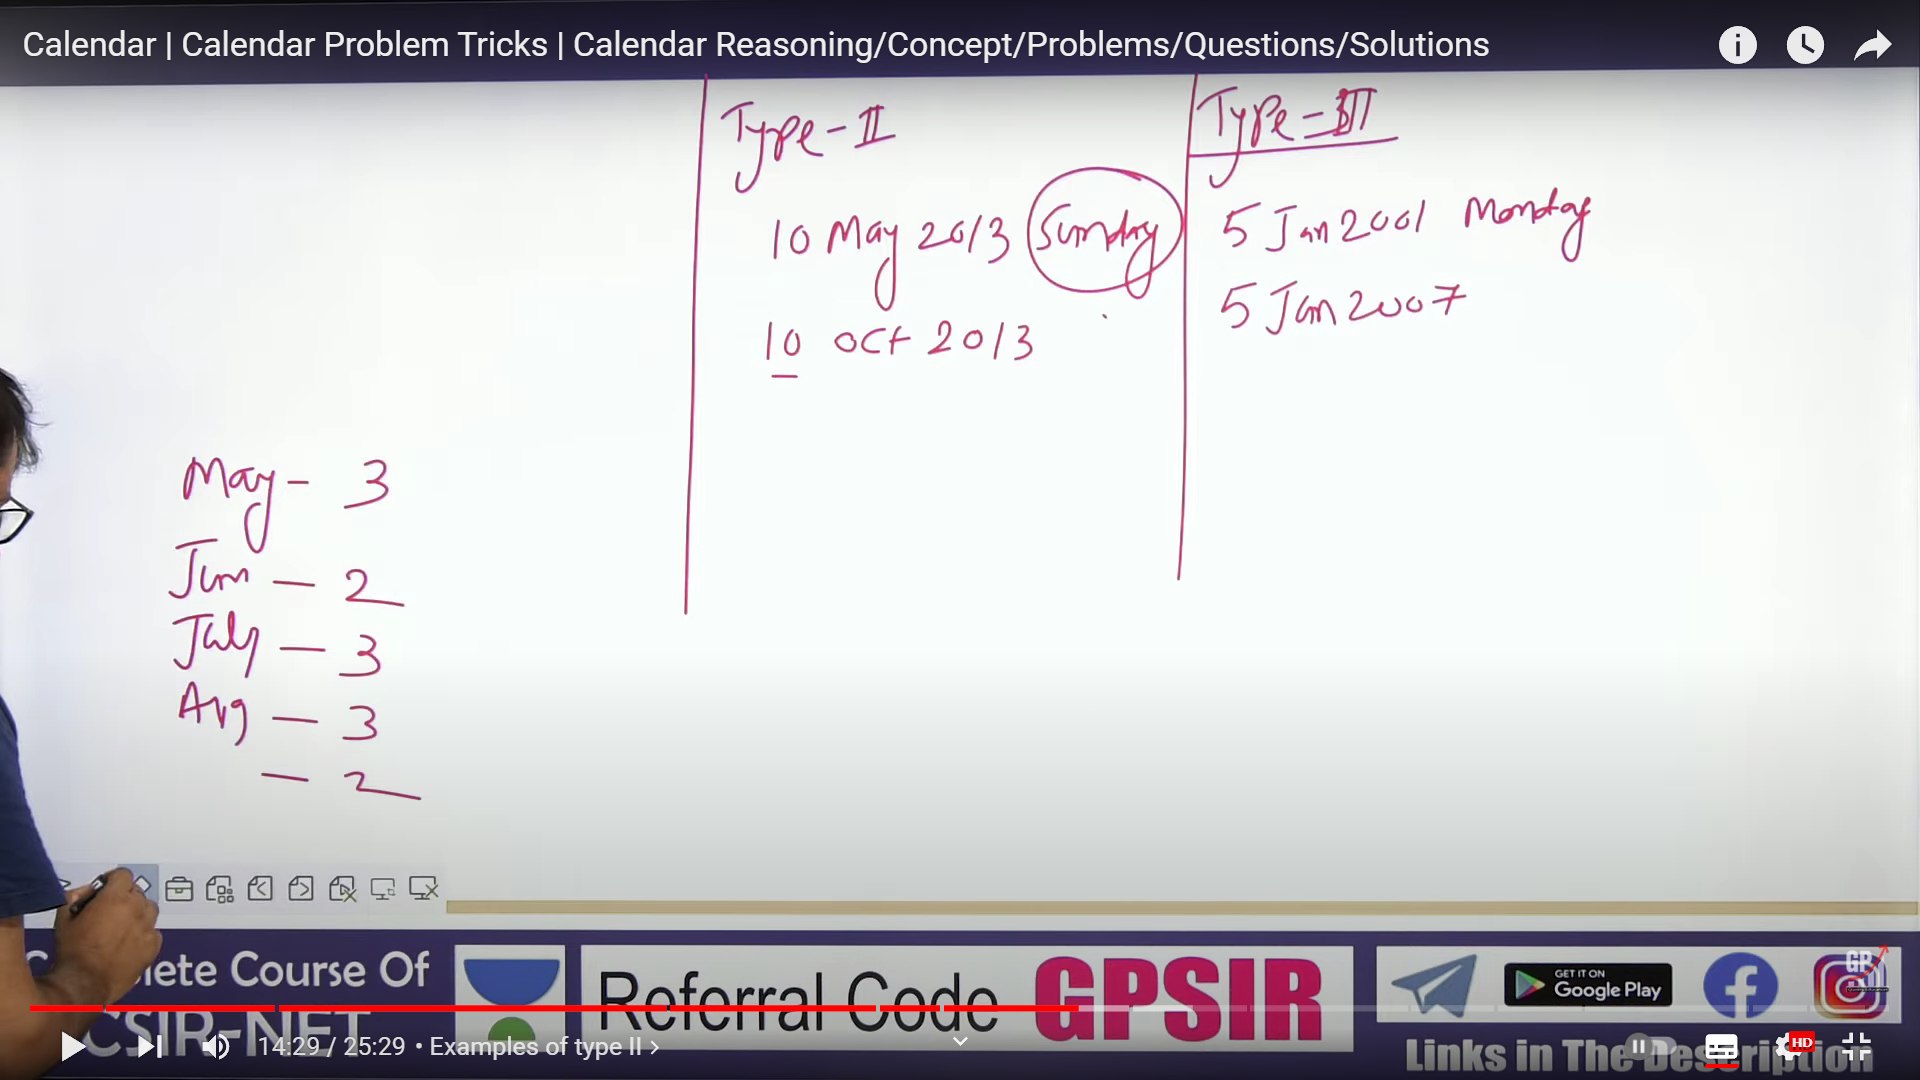 Calendar | Calendar Problem Tricks | Calendar Reasoning/Concept/Problems/Questions/Solutions
Type - II
10 May 2013 Sunday
10 Oct 2013
Type - III
5 Jan 2001 Monday
5 Jan 2007
May - 3
Jun - 2
July - 3
Aug - 3
- 2
lete Course Of
CSIR-NET
Referral Code GPSIR
GET IT ON
Google Play
Links in The Description
14:29 / 25:29 • Examples of type II >
HD